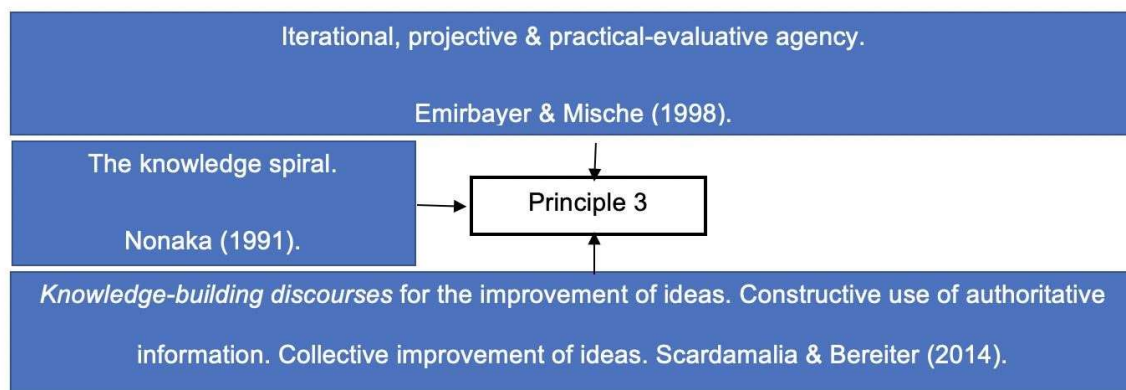 Iterational, projective & practical-evaluative agency.
Emirbayer & Mische (1998).
The knowledge spiral.
Nonaka (1991).
Principle 3
Knowledge-building discourses for the improvement of ideas. Constructive use of authoritative
information. Collective improvement of ideas. Scardamalia & Bereiter (2014).